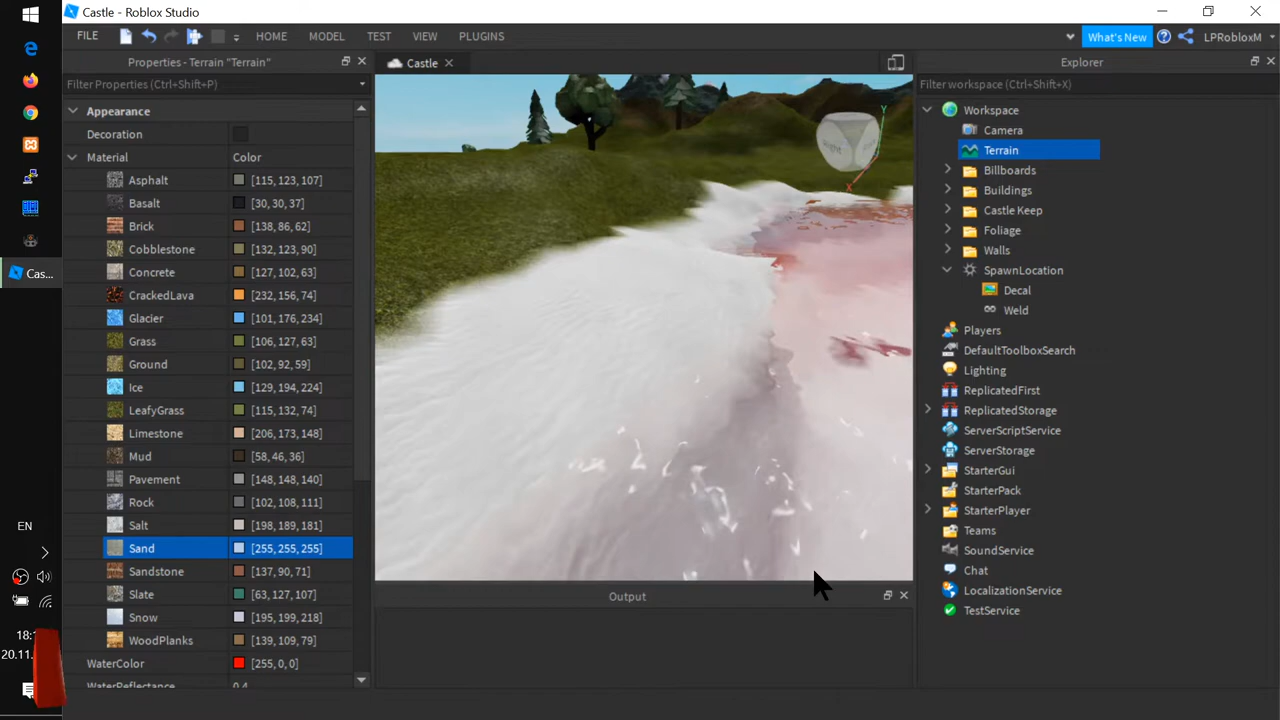 Castle - Roblox Studio
FILE HOME MODEL TEST VIEW PLUGINS What's New LPRobloxM
Properties - Terrain "Terrain"
Filter Properties (Ctrl+Shift+P)
Appearance
Decoration
Material Color
Asphalt [115,123,107]
Basalt [30,30,37]
Brick [138,86,62]
Cobblestone [132,123,90]
Concrete [127,102,63]
CrackedLava [232,156,74]
Glacier [101,176,234]
Grass [106,127,63]
Ground [102,92,59]
Ice [129,194,224]
LeafyGrass [115,132,74]
Limestone [206,173,148]
Mud [58,46,36]
Pavement [148,148,140]
Rock [102,108,111]
Salt [198,189,181]
Sand [255,255,255]
Sandstone [137,90,71]
Slate [63,127,107]
Snow [195,199,218]
WoodPlanks [139,109,79]
WaterColor [255,0,0]
WaterReflectance 0.4
Castle
Y
X
Output
Explorer
Filter workspace (Ctrl+Shift+X)
Workspace
Camera
Terrain
Billboards
Buildings
Castle Keep
Foliage
Walls
SpawnLocation
Decal
Weld
Players
DefaultToolboxSearch
Lighting
ReplicatedFirst
ReplicatedStorage
ServerScriptService
ServerStorage
StarterGui
StarterPack
StarterPlayer
Teams
SoundService
Chat
LocalizationService
TestService
Cas...
EN